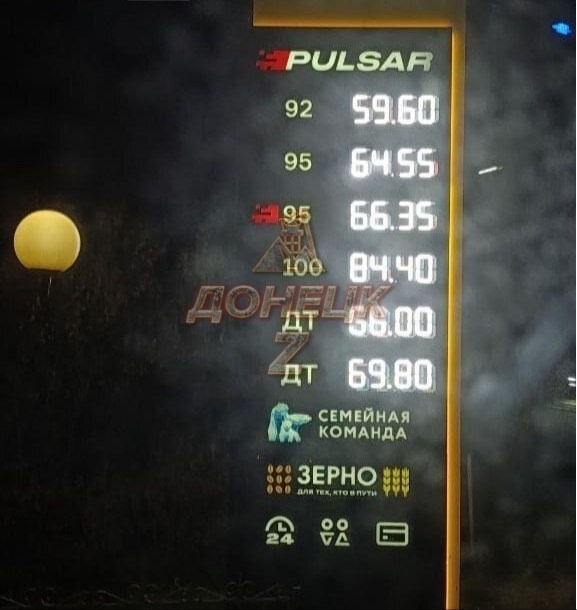 PULSAR
92 59.60
95 64.55
95 66.35
100 84.40
ДОНЕЦК
ДТ 56.00
Z
ДТ 69.80
СЕМЕЙНАЯ
КОМАНДА
ЗЕРНО
ДЛЯ ТЕХ, КТО В ПУТИ
24